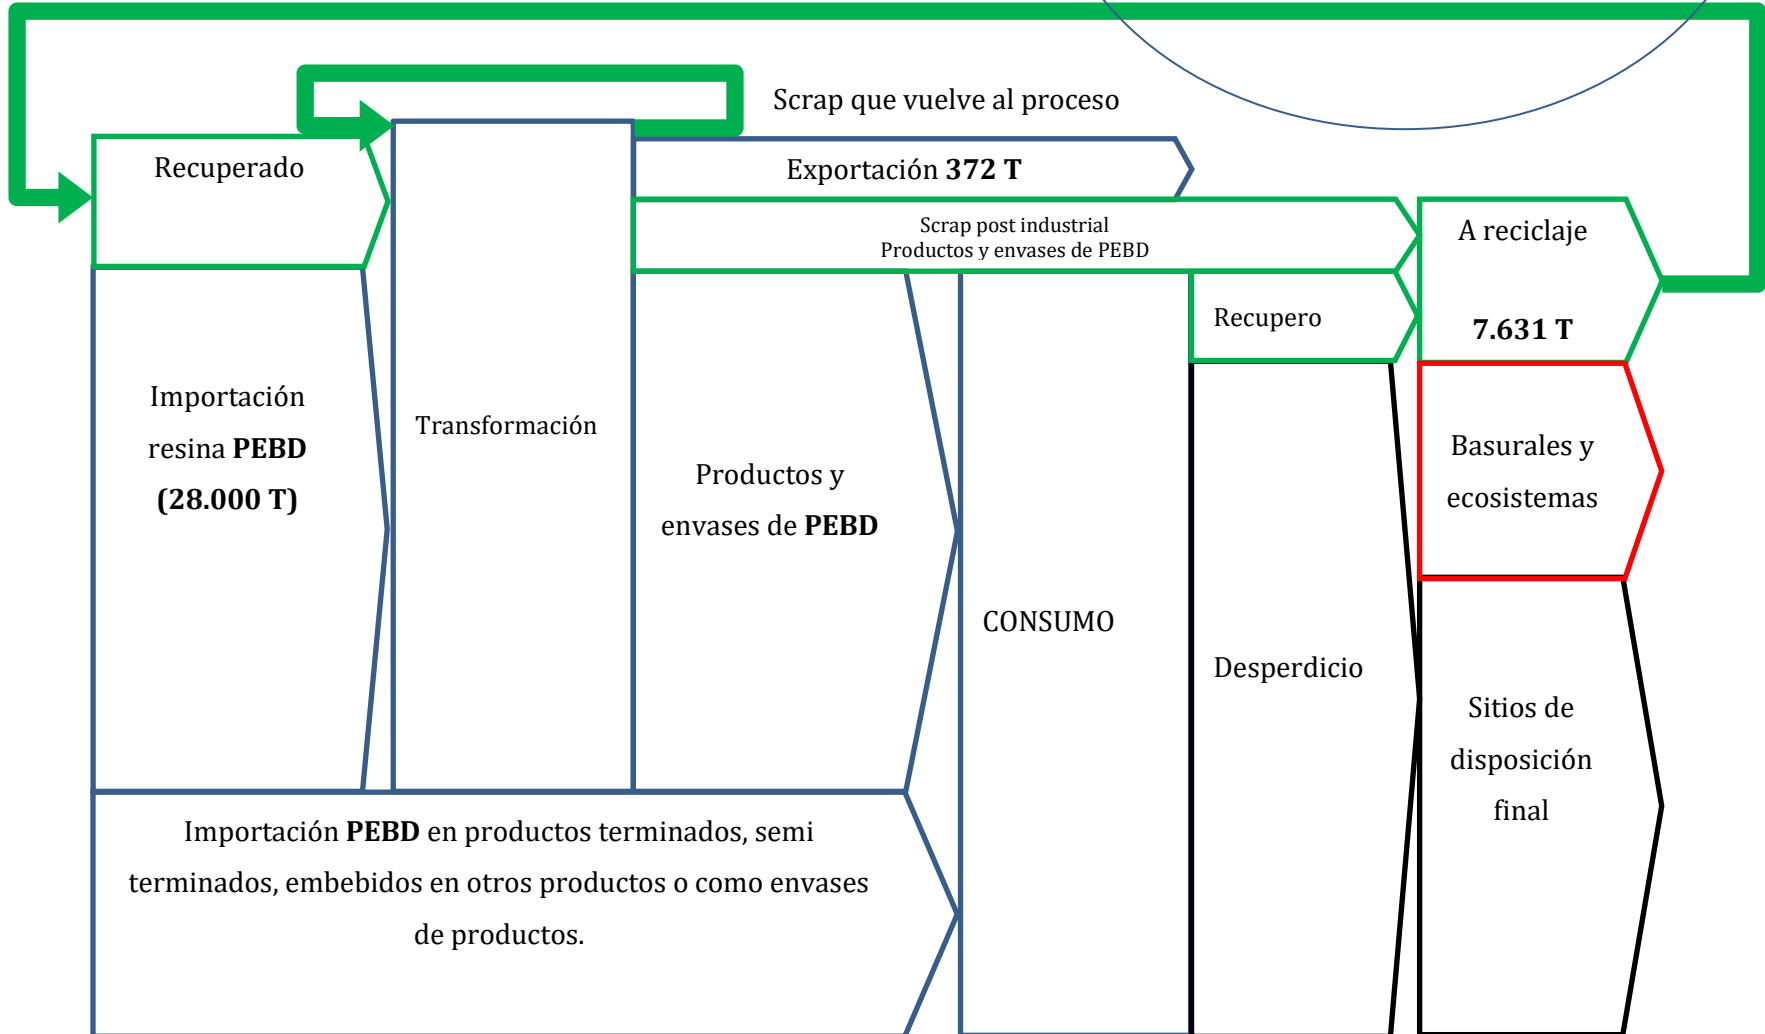 Scrap que vuelve al proceso
Recuperado
Exportación 372 T
Scrap post industrial
Productos y envases de PEBD
A reciclaje
7.631 T
Recupero
Importación
resina PEBD
(28.000 T)
Transformación
Productos y
envases de PEBD
CONSUMO
Desperdicio
Basurales y
ecosistemas
Sitios de
disposición
final
Importación PEBD en productos terminados, semi
terminados, embebidos en otros productos o como envases
de productos.